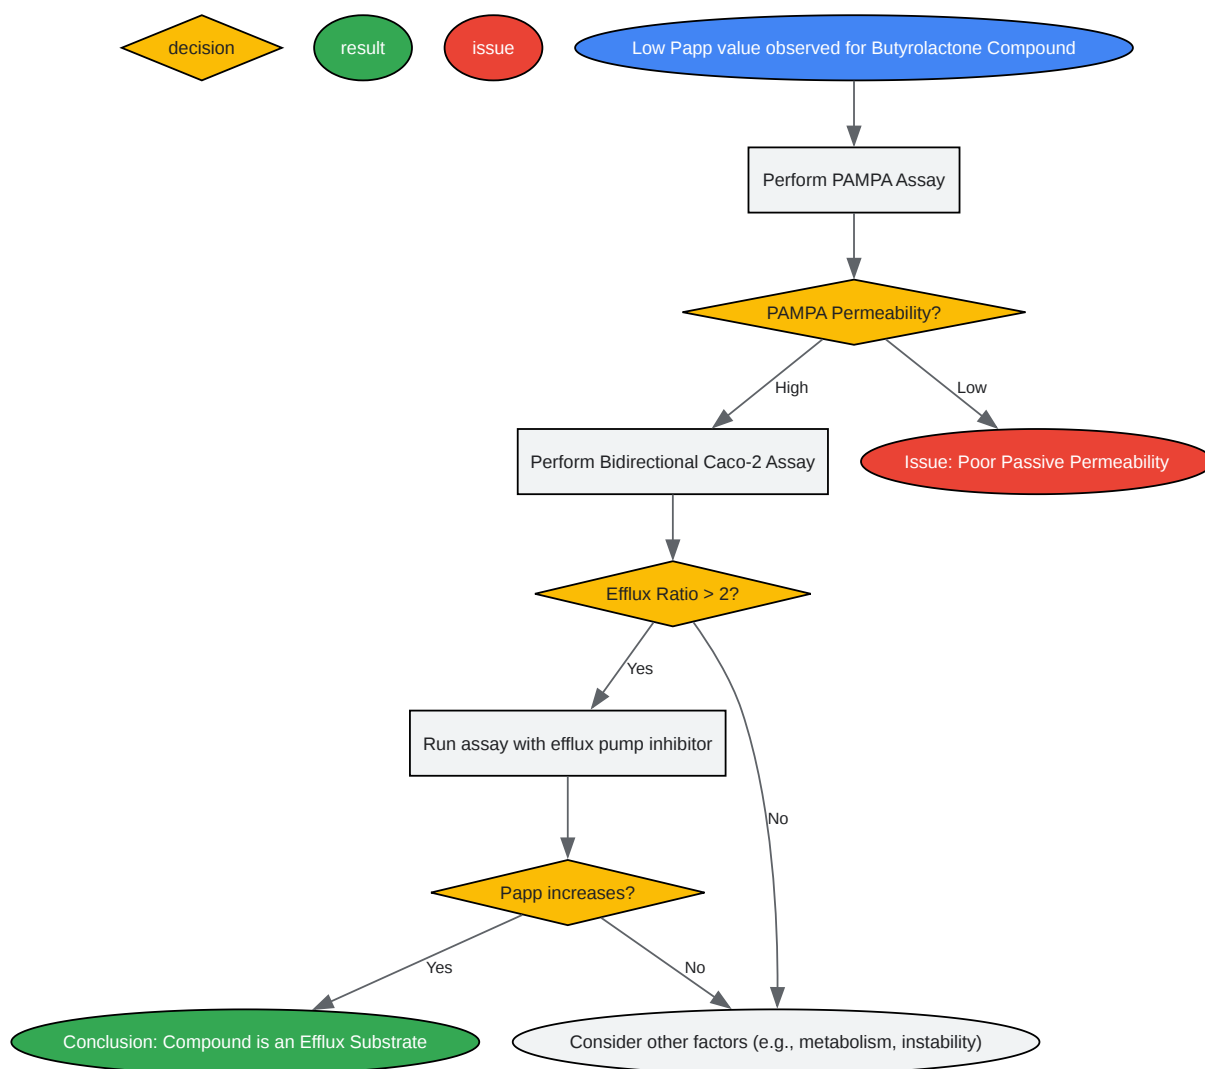 decision
result
issue
Low Papp value observed for Butyrolactone Compound
Perform PAMPA Assay
PAMPA Permeability?
High
Low
Perform Bidirectional Caco-2 Assay
Issue: Poor Passive Permeability
Efflux Ratio > 2?
Yes
Run assay with efflux pump inhibitor
No
Papp increases?
Yes
No
Conclusion: Compound is an Efflux Substrate
Consider other factors (e.g., metabolism, instability)